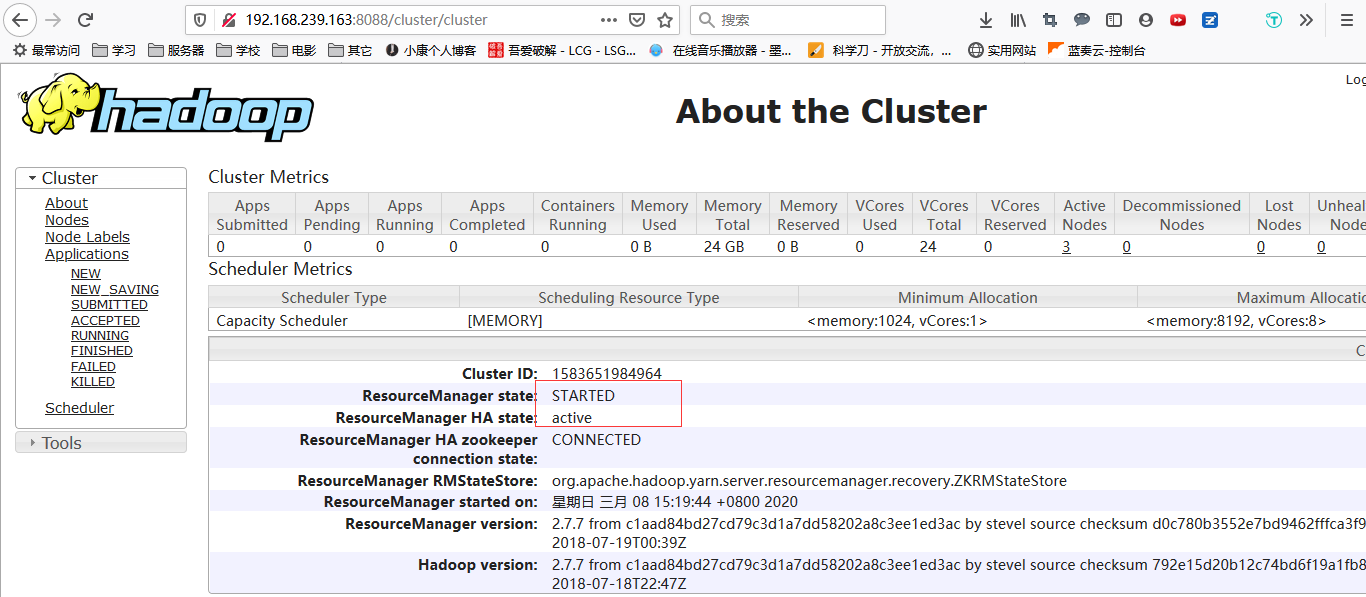 192.168.239.163:8088/cluster/cluster
搜索
最常访问 学习 服务器 学校 电影 其它 小康人个博客 吾爱破解 - LCG - LSG... 在线音乐播放器 - 墨... 科学刀 - 开放交流，... 实用网站 蓝奏云-控制台
Log
hadoop
About the Cluster
Cluster
About
Nodes
Node Labels
Applications
NEW
NEW_SAVING
SUBMITTED
ACCEPTED
RUNNING
FINISHED
FAILED
KILLED
Scheduler
Tools
Cluster Metrics
Apps Submitted Apps Pending Apps Running Apps Completed Containers Running Memory Used Memory Total Memory Reserved VCores Used VCores Total VCores Reserved Active Nodes Decommissioned Nodes Lost Nodes Unheal Node
0 0 0 0 0 0 B 24 GB 0 B 0 24 0 3 0 0 0
Scheduler Metrics
Scheduler Type Scheduling Resource Type Minimum Allocation Maximum Allocatio
Capacity Scheduler [MEMORY] <memory:1024, vCores:1> <memory:8192, vCores:8>
C
Cluster ID: 1583651984964
ResourceManager state: STARTED
ResourceManager HA state: active
ResourceManager HA zookeeper connection state: CONNECTED
ResourceManager RMStateStore: org.apache.hadoop.yarn.server.resourcemanager.recovery.ZKRMStateStore
ResourceManager started on: 星期日 三月 08 15:19:44 +0800 2020
ResourceManager version: 2.7.7 from c1aad84bd27cd79c3d1a7dd58202a8c3ee1ed3ac by stevel source checksum d0c780b3552e7bd9462fffca3f9
2018-07-19T00:39Z
Hadoop version: 2.7.7 from c1aad84bd27cd79c3d1a7dd58202a8c3ee1ed3ac by stevel source checksum 792e15d20b12c74bd6f19a1fb8
2018-07-18T22:47Z